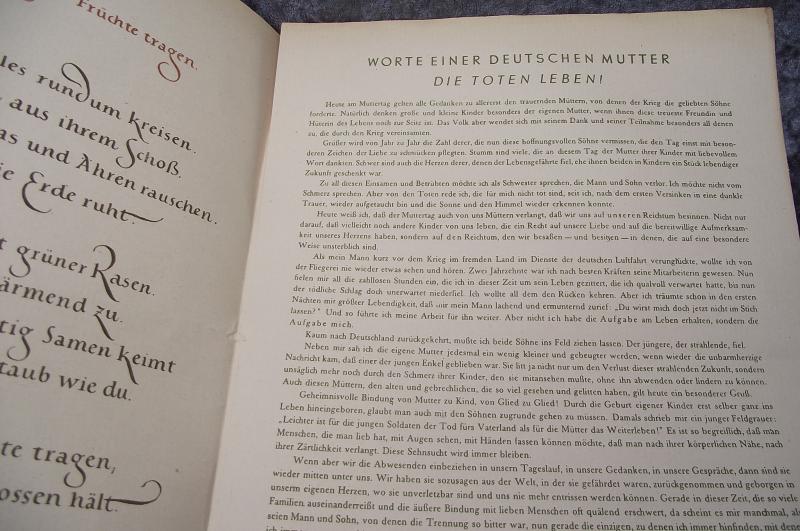 Früchte tragen.
les rundum kreisen.
aus ihrem Schoß,
as und Ähren rauschen.
ie Erde ruht.
t grüner Rasen.
ärmend zu.
tig Samen keimt
taub wie du.
hte tragen,
ossen hält.
WORTE EINER DEUTSCHEN MUTTER
DIE TOTEN LEBEN!
Heute am Muttertag gehen alle Gedanken zu allererst den trauernden Müttern, von denen der Krieg die geliebten Söhne
forderte. Natürlich denken große und kleine Kinder besonders der eigenen Mutter, wenn ihnen diese treueste Freundin und
Hüterin des Lebens noch zur Seite ist. Das Volk aber wendet sich mit seinem Dank und seiner Teilnahme besonders all denen
zu, die durch den Krieg vereinsamten.
Größer wird von Jahr zu Jahr die Zahl derer, die nun diese hoffnungsvollen Söhne vermissen, die den Tag einst mit beson-
deren Zeichen der Liebe zu schmücken pflegten. Stumm sind viele, die an diesem Tag der Mutter ihrer Kinder mit liebevollem
Wort dankten. Schwer sind auch die Herzen derer, denen der Lebensgefährte fiel, ehe ihnen beiden in Kindern ein Stück lebendiger
Zukunft geschenkt war.
Zu all diesen Einsamen und Betrübten möchte ich als Schwester sprechen, die Mann und Sohn verlor. Ich möchte nicht vom
Schmerz sprechen. Aber von den Toten rede ich, die für mich nicht tot sind, seit ich, nach dem ersten Versinken in eine dunkle
Trauer, wieder aufgetaucht bin und die Sonne und den Himmel wieder erkennen konnte.
Heute weiß ich, daß der Muttertag auch von uns Müttern verlangt, daß wir uns auf unseren Reichtum besinnen. Nicht nur
darauf, daß vielleicht noch andere Kinder von uns leben, die ein Recht auf unsere Liebe und auf die bereitwillige Aufmerksam-
keit unseres Herzens haben, sondern auf den Reichtum, den wir besaßen — und besitzen — in denen, die auf eine besondere
Weise unsterblich sind.
Als mein Mann kurz vor dem Krieg im fremden Land im Dienste der deutschen Luftfahrt verunglückte, wollte ich von
der Fliegerei nie wieder etwas sehen und hören. Zwei Jahrzehnte war ich nach besten Kräften seine Mitarbeiterin gewesen. Nun
fielen mir all die zahllosen Stunden ein, die ich in dieser Zeit um sein Leben gezittert, die ich qualvoll verwartet hatte, bis nun
der tödliche Schlag doch unerwartet niederfiel. Ich wollte all dem den Rücken kehren. Aber ich träumte schon in den ersten
Nächten mit größer Lebendigkeit, daß mir mein Mann lachend und ermunternd zurief: „Du wirst mich doch jetzt nicht im Stich
lassen?" Und so führte ich meine Arbeit für ihn weiter. Aber nicht ich habe die Aufgabe am Leben erhalten, sondern die
Aufgabe mich.
Kaum nach Deutschland zurückgekehrt, mußte ich beide Söhne ins Feld ziehen lassen. Der jüngere, der strahlende, fiel.
Neben mir sah ich die eigene Mutter jedesmal ein wenig kleiner und gebeugter werden, wenn wieder die unbarmherzige
Nachricht kam, daß einer der jungen Enkel geblieben war. Sie litt ja nicht nur um den Verlust dieser strahlenden Zukunft, sondern
unsäglich mehr noch durch den Schmerz ihrer Kinder, den sie mitansehen mußte, ohne ihn abwenden oder lindern zu können.
Auch diesen Müttern, den alten und gebrechlichen, die so viel gesehen und gelitten haben, gilt heute ein besonderer Gruß.
Geheimnisvolle Bindung von Mutter zu Kind, von Glied zu Glied! Durch die Geburt eigener Kinder erst selber ganz ins
Leben hineingeboren, glaubt man auch mit den Söhnen zugrunde gehen zu müssen. Damals schrieb mir ein junger Feldgrauer:
„Leichter ist für die jungen Soldaten der Tod fürs Vaterland als für die Mütter das Weiterleben!" Es ist so begreiflich, daß man
Menschen, die man lieb hat, mit Augen sehen, mit Händen fassen können möchte, daß man nach ihrer körperlichen Nähe, nach
ihrer Zärtlichkeit verlangt. Diese Sehnsucht wird immer bleiben.
Wenn aber wir die Abwesenden einbeziehen in unsern Tageslauf, in unsere Gedanken, in unsere Gespräche, dann sind sie
wieder mitten unter uns. Wir haben sie sozusagen aus der Welt, in der sie gefährdet waren, zurückgenommen und geborgen in
unserm eigenen Herzen, wo sie unverletzbar sind und uns nie mehr entrissen werden können. Gerade in dieser Zeit, die so viele
Familien auseinanderreißt und die äußere Bindung mit lieben Menschen oft quälend erschwert, da scheint es mir manchmal, als
seien Mann und Sohn, von denen die Trennung so bitter war, nun gerade die einzigen, zu denen ich immer hinfinden, mit denen